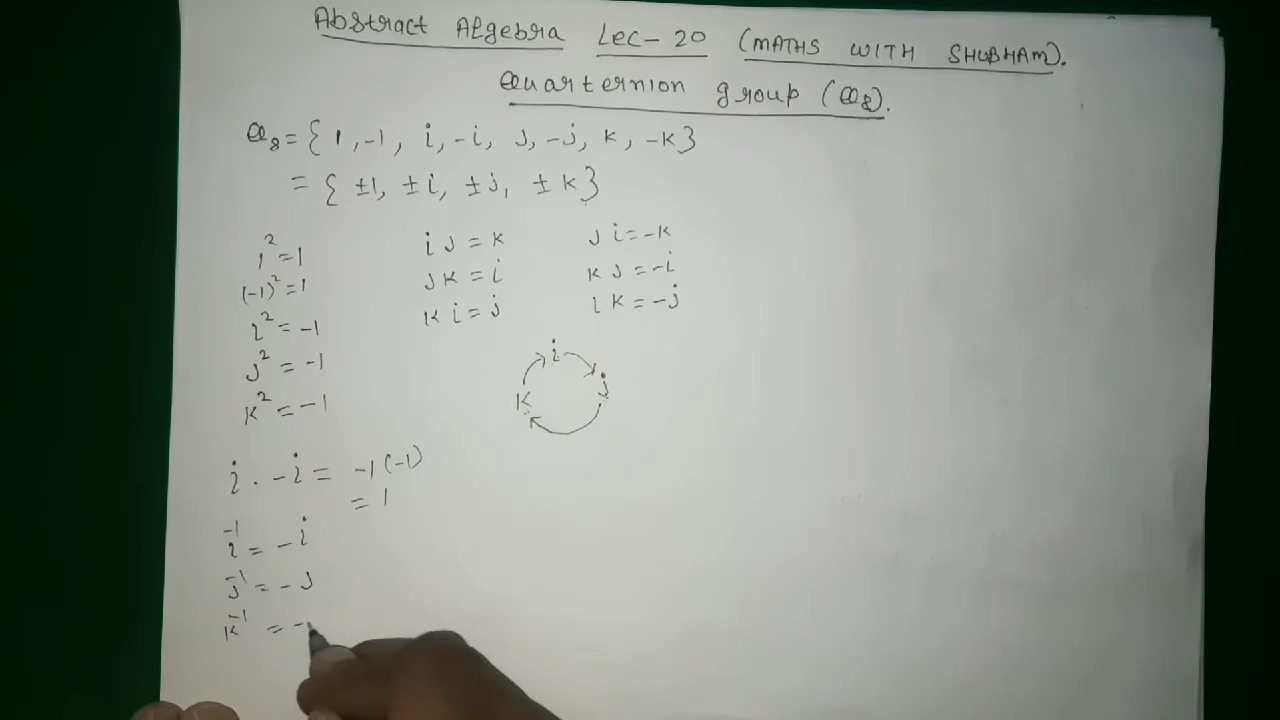 Abstract Algebra Lec-20 (MATHS WITH SHUBHAM).
Quarternion group (Q₈).
Q₈ = { 1, -1, i, -i, j, -j, k, -k}
= { ±1, ±i, ±j, ±k}
1² = 1
(-1)² = 1
i² = -1
j² = -1
k² = -1
ij = k
jk = i
ki = j
ji = -k
kj = -i
ik = -j
i
k j
i . -i = -1(-1)
= 1
i⁻¹ = -i
j⁻¹ = -j
k⁻¹ = -